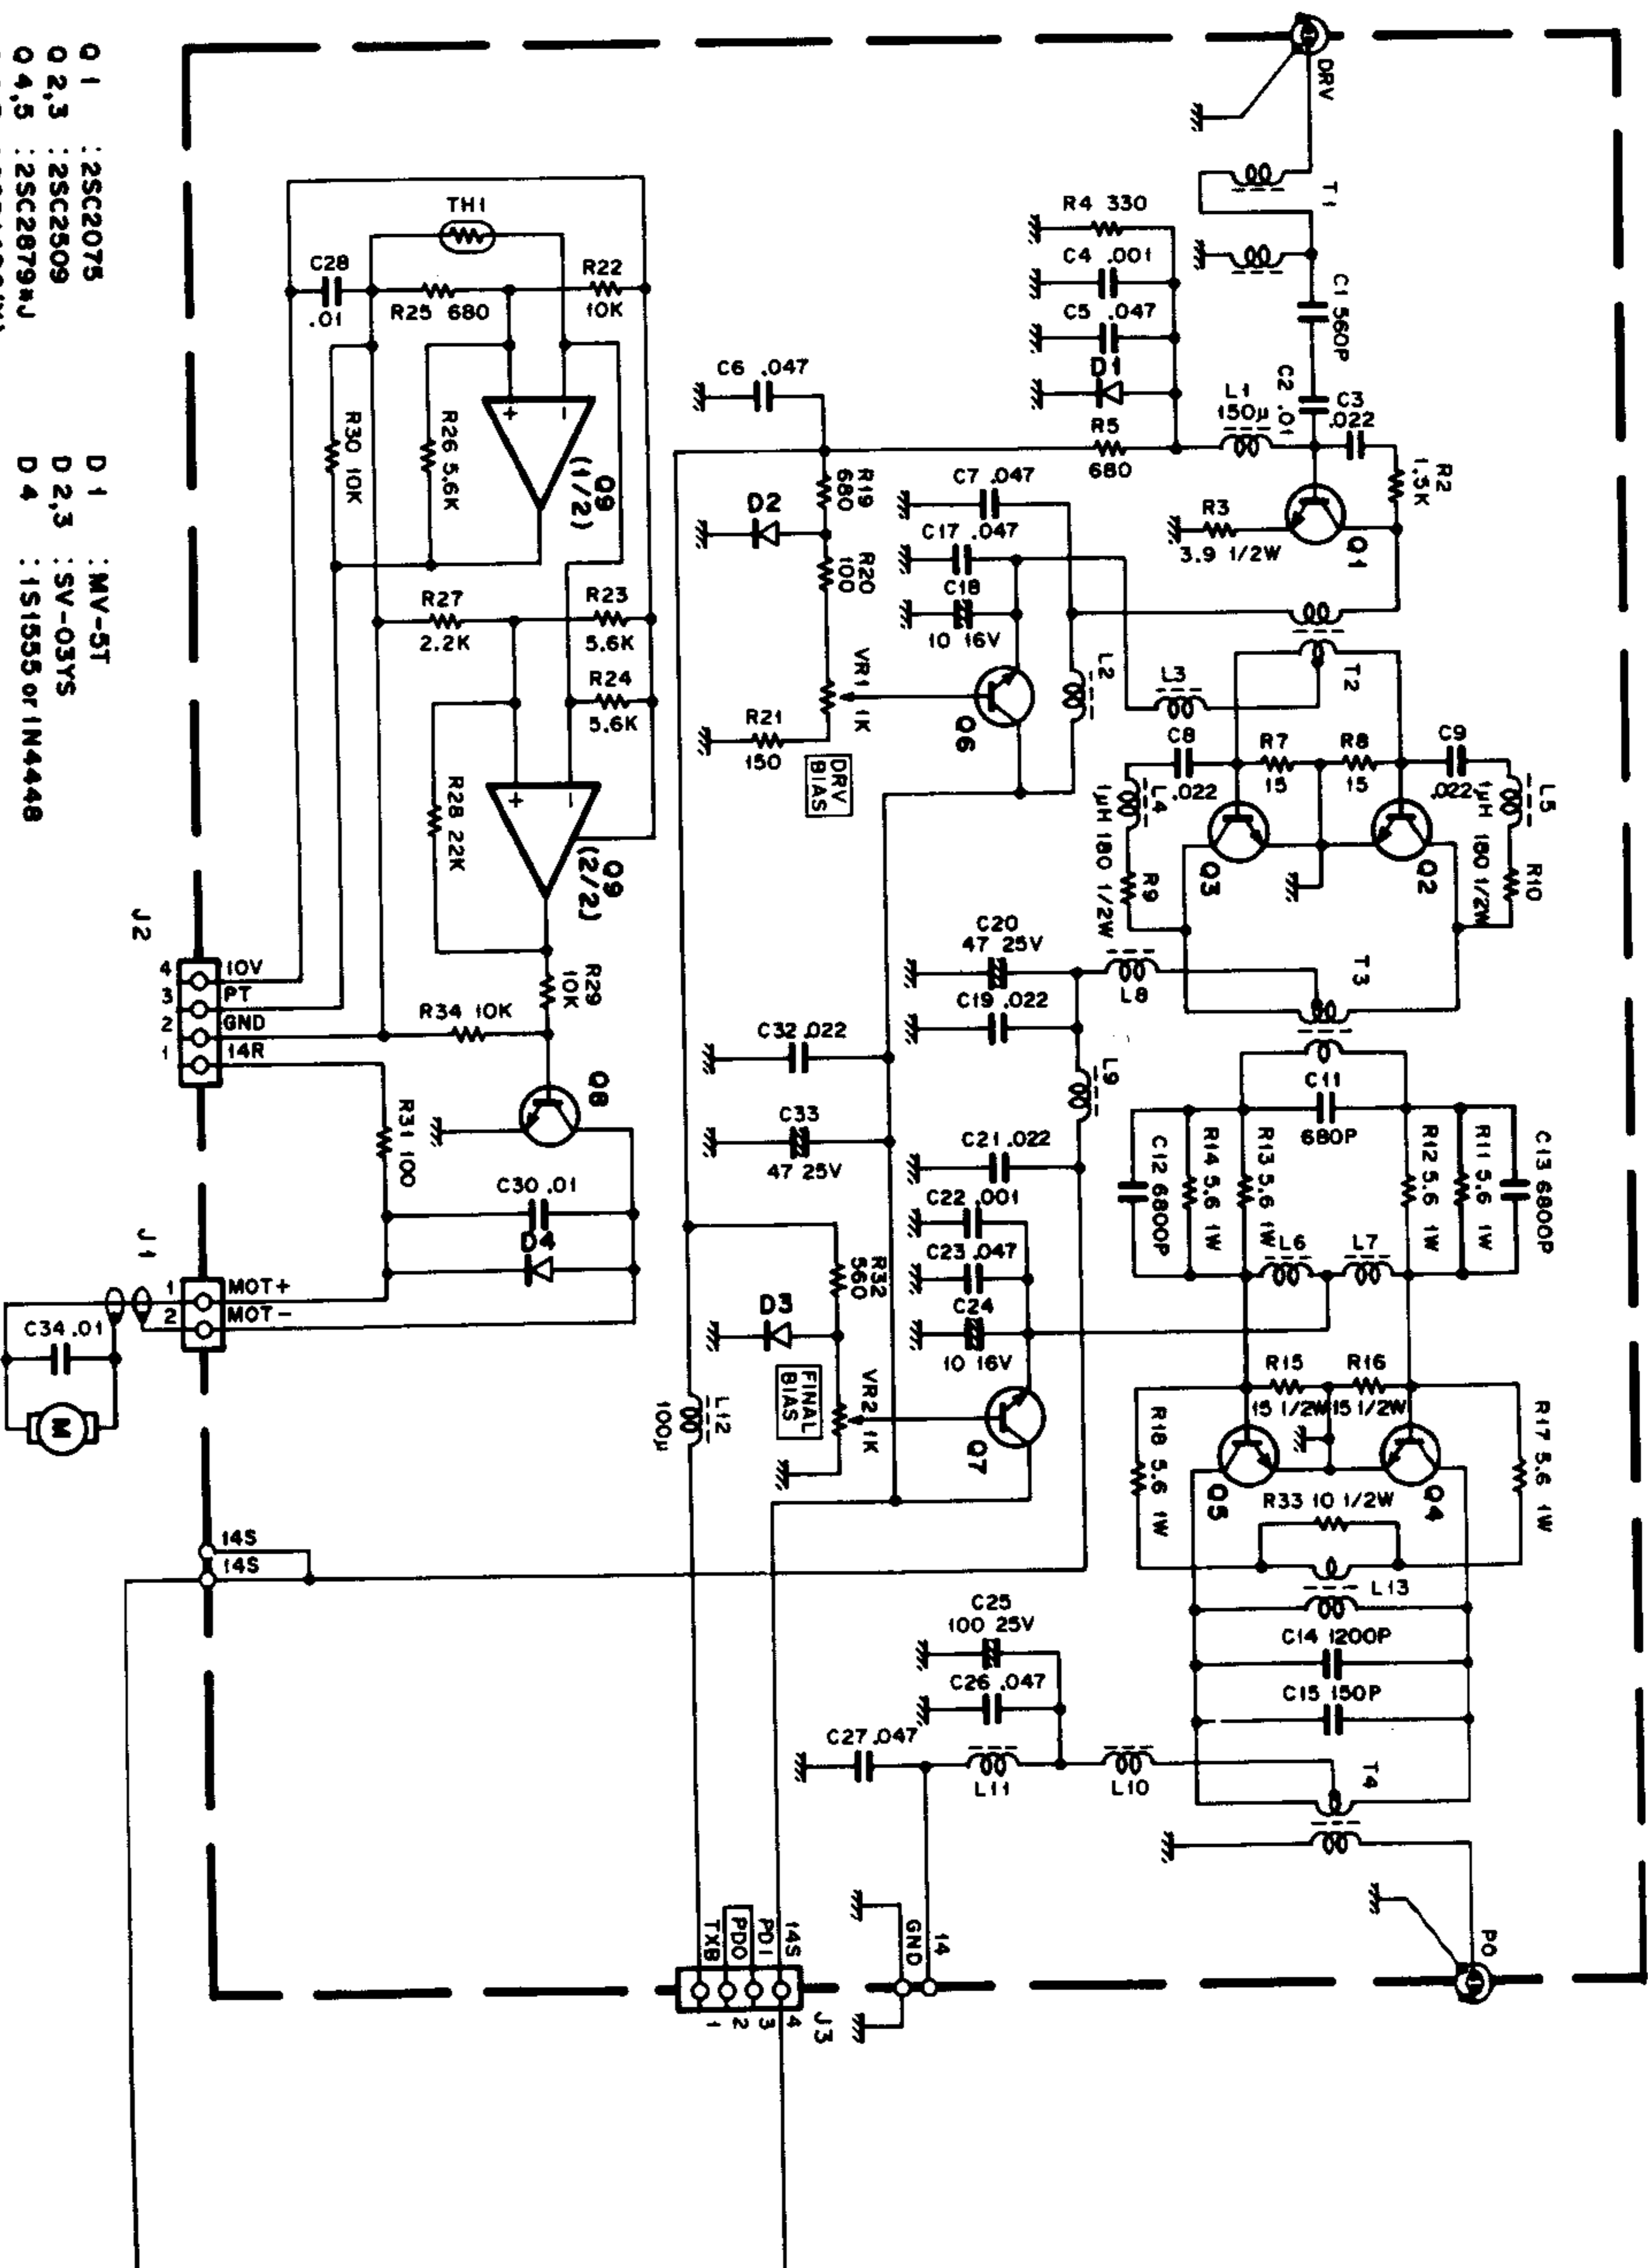 DRV
T1
R4 330
C4 .001
C5 .047
D1
C1 560P
C2 .01
C3
.022
L1
150μ
R5
680
R2
1.5K
R3
3.9 1/2W
Q1
TH1
C28
.01
R25 680
R22
10K
C6 .047
R30 10K
R26 5.6K
+
−
Q9
(1/2)
R19
680
D2
R20
100
C7 .047
C17 .047
C18
10 16V
R27
2.2K
R23
5.6K
R24
5.6K
VR1 1K
R21
150
DRV
BIAS
Q6
L2
L3
T2
C8
.022
R7
15
R8
15
C9
.022
L4
1μH
L5
1μH
180 1/2W
R9
180 1/2W
R10
Q3
Q2
R28 22K
+
−
Q9
(2/2)
R29
10K
C20
47 25V
C19 .022
L8
T3
J2
4
3
2
1
10V
PT
GND
14R
R34 10K
C32 .022
L9
C11
680P
Q8
R31 100
C33
47 25V
C21 .022
C22 .001
C23 .047
C24
10 16V
C12 6800P
R14 5.6 1W
R13 5.6 1W
R12 5.6 1W
R11 5.6 1W
C13 6800P
L6
L7
C30 .01
D4
J1
1
2
MOT+
MOT-
C34 .01
M
R32
560
D3
FINAL
BIAS
VR2 1K
Q7
L12
100μ
R15
15 1/2W
R16
15 1/2W
R18 5.6 1W
R17 5.6 1W
Q5
Q4
R33 10 1/2W
L13
C14 1200P
C15 150P
14S
14S
C25
100 25V
C26 .047
C27 .047
L11
L10
T4
TXB
PDO
PDI
14S
GND
14
PO
1
2
3
4
J3
Q 1 : 2SC2075
Q 2,3 : 2SC2509
Q 4,5 : 2SC2879*J
D 1 : MV-5T
D 2,3 : SV-03YS
D 4 : 1S1555 or 1N4448